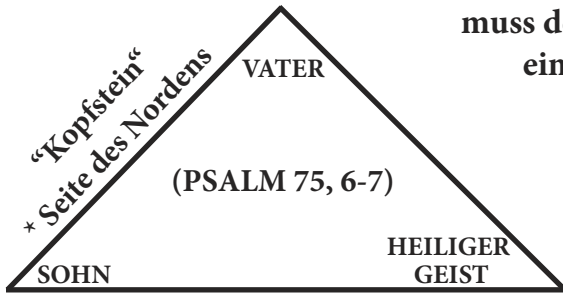 muss d
ein
“Kopfstein“
* Seite des Nordens
VATER
(PSALM 75, 6-7)
SOHN
HEILIGER
GEIST